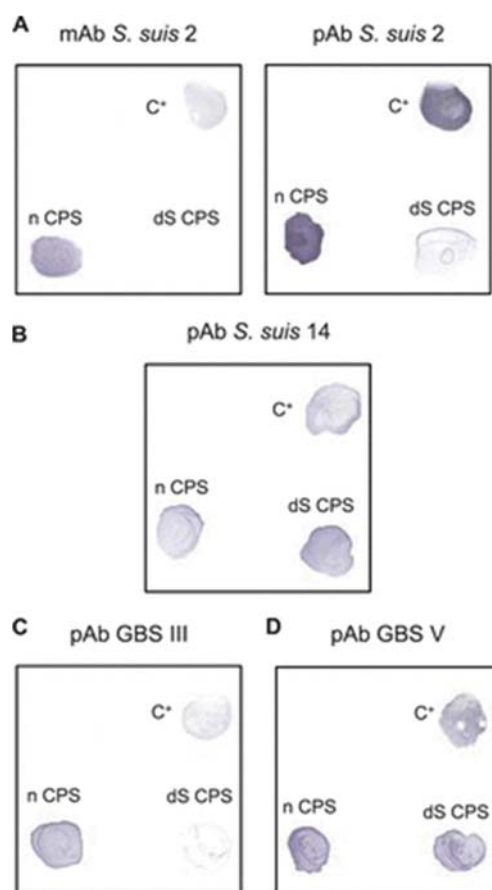 A
mAb S. suis 2
pAb S. suis 2
C+
C+
n CPS
dS CPS
n CPS
dS CPS
B
pAb S. suis 14
C+
n CPS
dS CPS
C
pAb GBS III
D
pAb GBS V
C+
C+
n CPS
dS CPS
n CPS
dS CPS